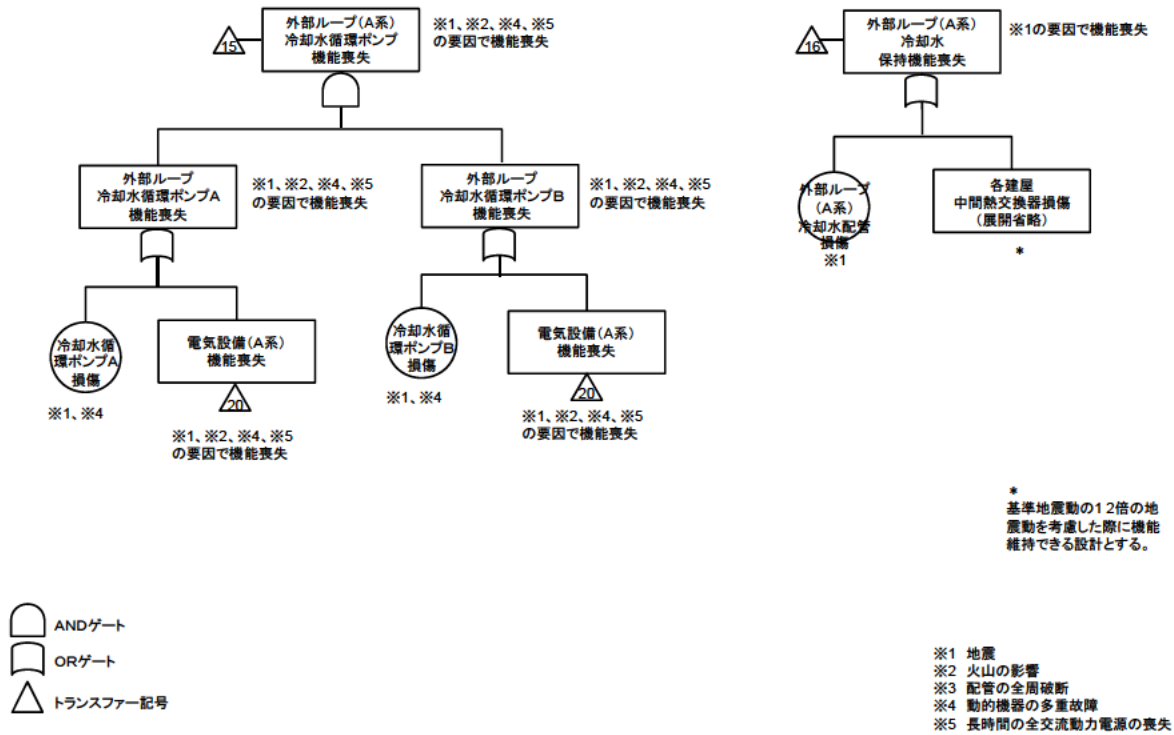 15
外部ループ(A系)
冷却水循環ポンプ
機能喪失
※1、※2、※4、※5
の要因で機能喪失
外部ループ
冷却水循環ポンプA
機能喪失
※1、※2、※4、※5
の要因で機能喪失
外部ループ
冷却水循環ポンプB
機能喪失
※1、※2、※4、※5
の要因で機能喪失
冷却水循
環ポンプA
損傷
※1、※4
電気設備(A系)
機能喪失
20
※1、※2、※4、※5
の要因で機能喪失
冷却水循
環ポンプB
損傷
※1、※4
電気設備(A系)
機能喪失
20
※1、※2、※4、※5
の要因で機能喪失
16
外部ループ(A系)
冷却水
保持機能喪失
※1の要因で機能喪失
外部ループ
(A系)
冷却水配管
損傷
※1
各建屋
中間熱交換器損傷
(展開省略)
*
*
基準地震動の1 2倍の地
震動を考慮した際に機能
維持できる設計とする。
ANDゲート
ORゲート
トランスファー記号
※1 地震
※2 火山の影響
※3 配管の全周破断
※4 動的機器の多重故障
※5 長時間の全交流動力電源の喪失